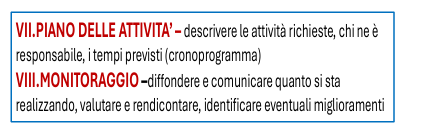 VII.PIANO DELLE ATTIVITA’ – descrivere le attività richieste, chi ne è
responsabile, i tempi previsti (cronoprogramma)
VIII.MONITORAGGIO –diffondere e comunicare quanto si sta
realizzando, valutare e rendicontare, identificare eventuali miglioramenti